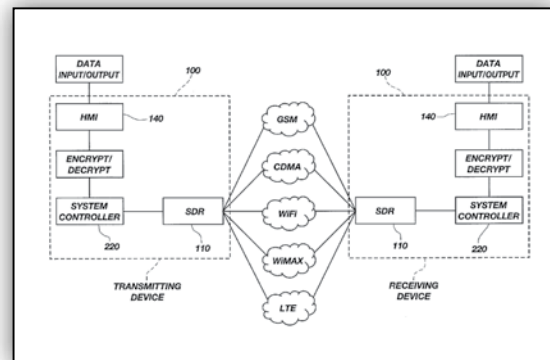 DATA
INPUT/OUTPUT
100
HMI
140
ENCRYPT/
DECRYPT
SYSTEM
CONTROLLER
220
SDR
110
TRANSMITTING
DEVICE
GSM
CDMA
WiFi
WiMAX
LTE
DATA
INPUT/OUTPUT
100
140
HMI
ENCRYPT/
DECRYPT
SDR
110
SYSTEM
CONTROLLER
220
RECEIVING
DEVICE